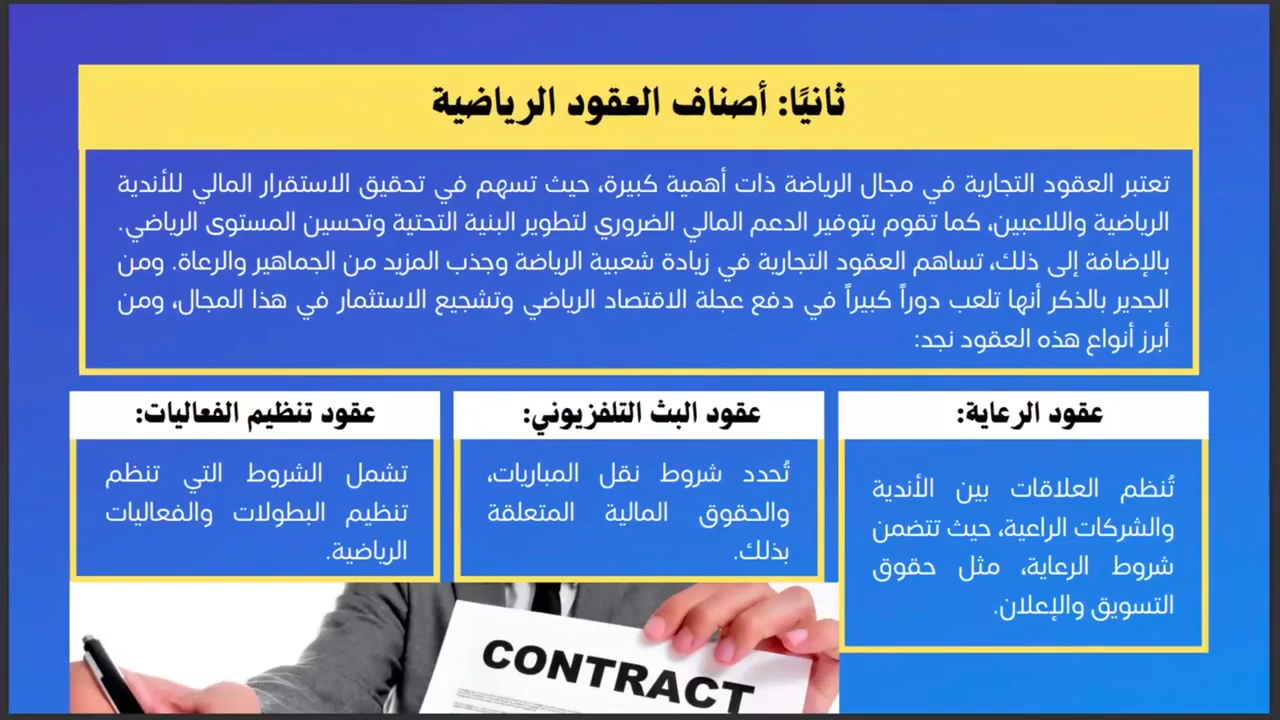 ثانيًا: أصناف العقود الرياضية
تعتبر العقود التجارية في مجال الرياضة ذات أهمية كبيرة، حيث تسهم في تحقيق الاستقرار المالي للأندية
الرياضية واللاعبين، كما تقوم بتوفير الدعم المالي الضروري لتطوير البنية التحتية وتحسين المستوى الرياضي.
بالإضافة إلى ذلك، تساهم العقود التجارية في زيادة شعبية الرياضة وجذب المزيد من الجماهير والرعاة. ومن
الجدير بالذكر أنها تلعب دوراً كبيراً في دفع عجلة الاقتصاد الرياضي وتشجيع الاستثمار في هذا المجال، ومن
أبرز أنواع هذه العقود نجد:
عقود الرعاية:
تُنظم العلاقات بين الأندية
والشركات الراعية، حيث تتضمن
شروط الرعاية، مثل حقوق
التسويق والإعلان.
عقود البث التلفزيوني:
تُحدد شروط نقل المباريات،
والحقوق المالية المتعلقة
بذلك.
عقود تنظيم الفعاليات:
تشمل الشروط التي تنظم
تنظيم البطولات والفعاليات
الرياضية.
CONTRACT